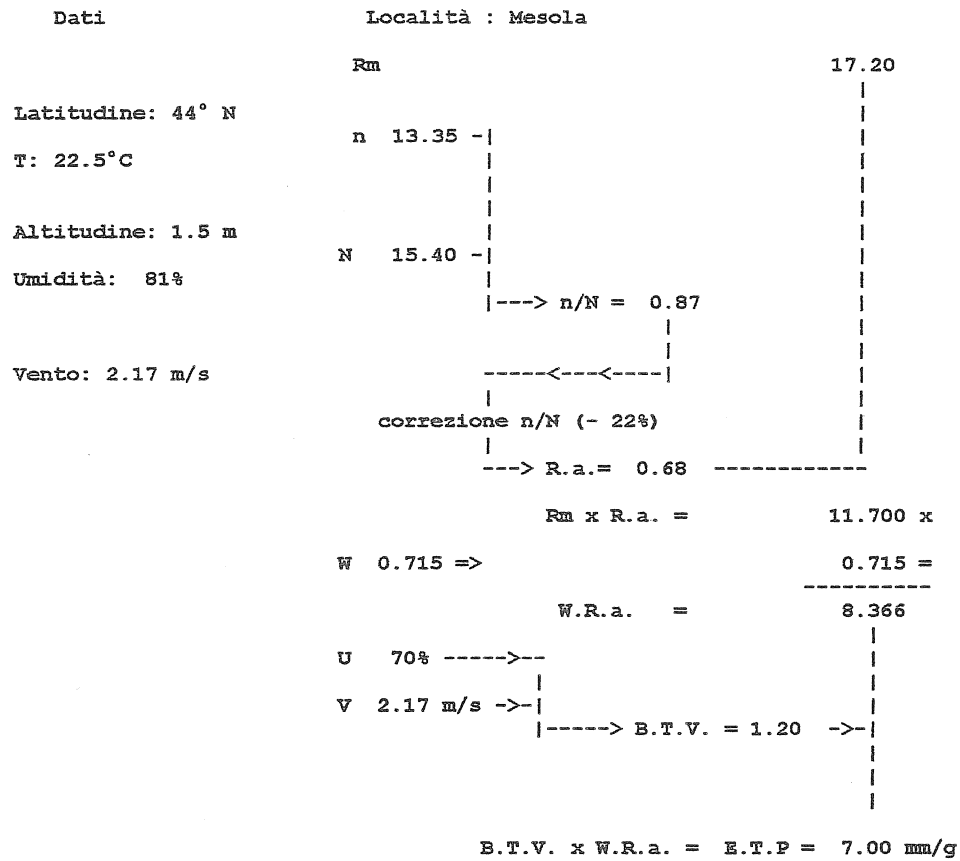 Dati Località : Mesola
Rm 17.20
Latitudine: 44° N
n 13.35 -|
T: 22.5°C
Altitudine: 1.5 m
N 15.40 -|
Umidità: 81%
|---> n/N = 0.87
Vento: 2.17 m/s -----<---<----|
correzione n/N (- 22%)
---> R.a.= 0.68 ------------
Rm x R.a. = 11.700 x
W 0.715 => 0.715 =
----------
W.R.a. = 8.366
U 70% ----->--
V 2.17 m/s ->-|
|-----> B.T.V. = 1.20 ->-|
B.T.V. x W.R.a. = E.T.P = 7.00 mm/g